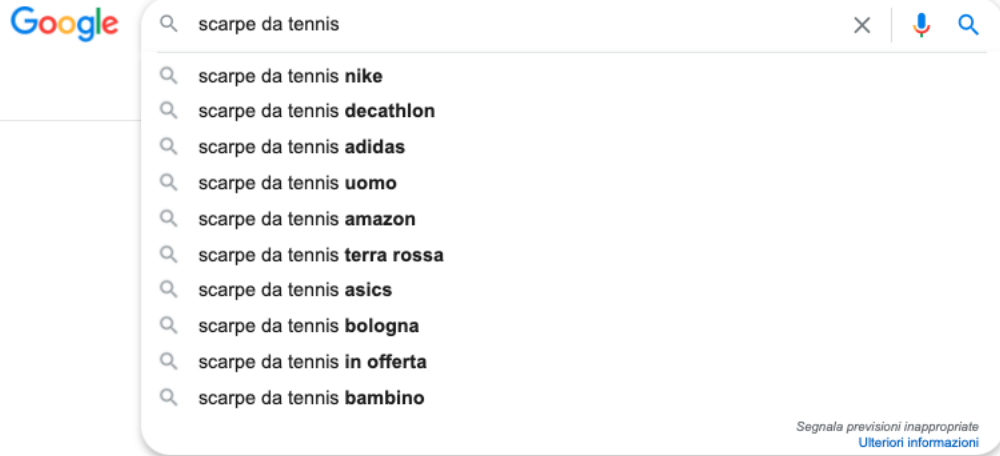 Google
scarpe da tennis
scarpe da tennis nike
scarpe da tennis decathlon
scarpe da tennis adidas
scarpe da tennis uomo
scarpe da tennis amazon
scarpe da tennis terra rossa
scarpe da tennis asics
scarpe da tennis bologna
scarpe da tennis in offerta
scarpe da tennis bambino
Segnala previsioni inappropriate
Ulteriori informazioni